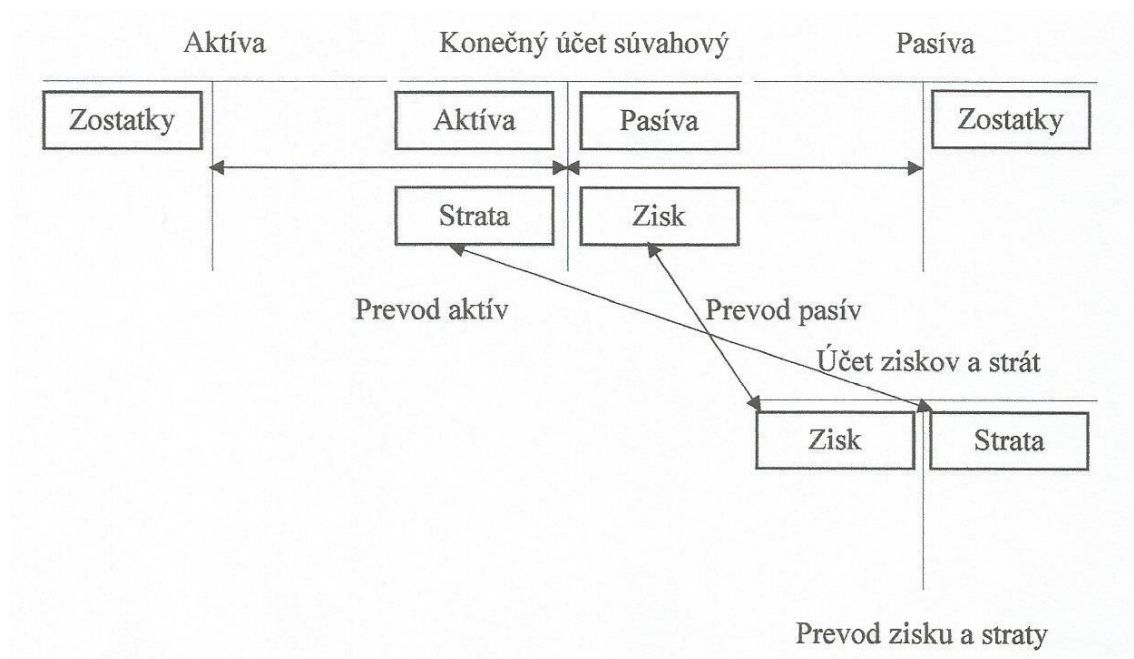 Aktíva Konečný účet súvahový Pasíva
Zostatky Aktíva Pasíva Zostatky
Strata Zisk
Prevod aktív Prevod pasív
Účet ziskov a strát
Zisk Strata
Prevod zisku a straty